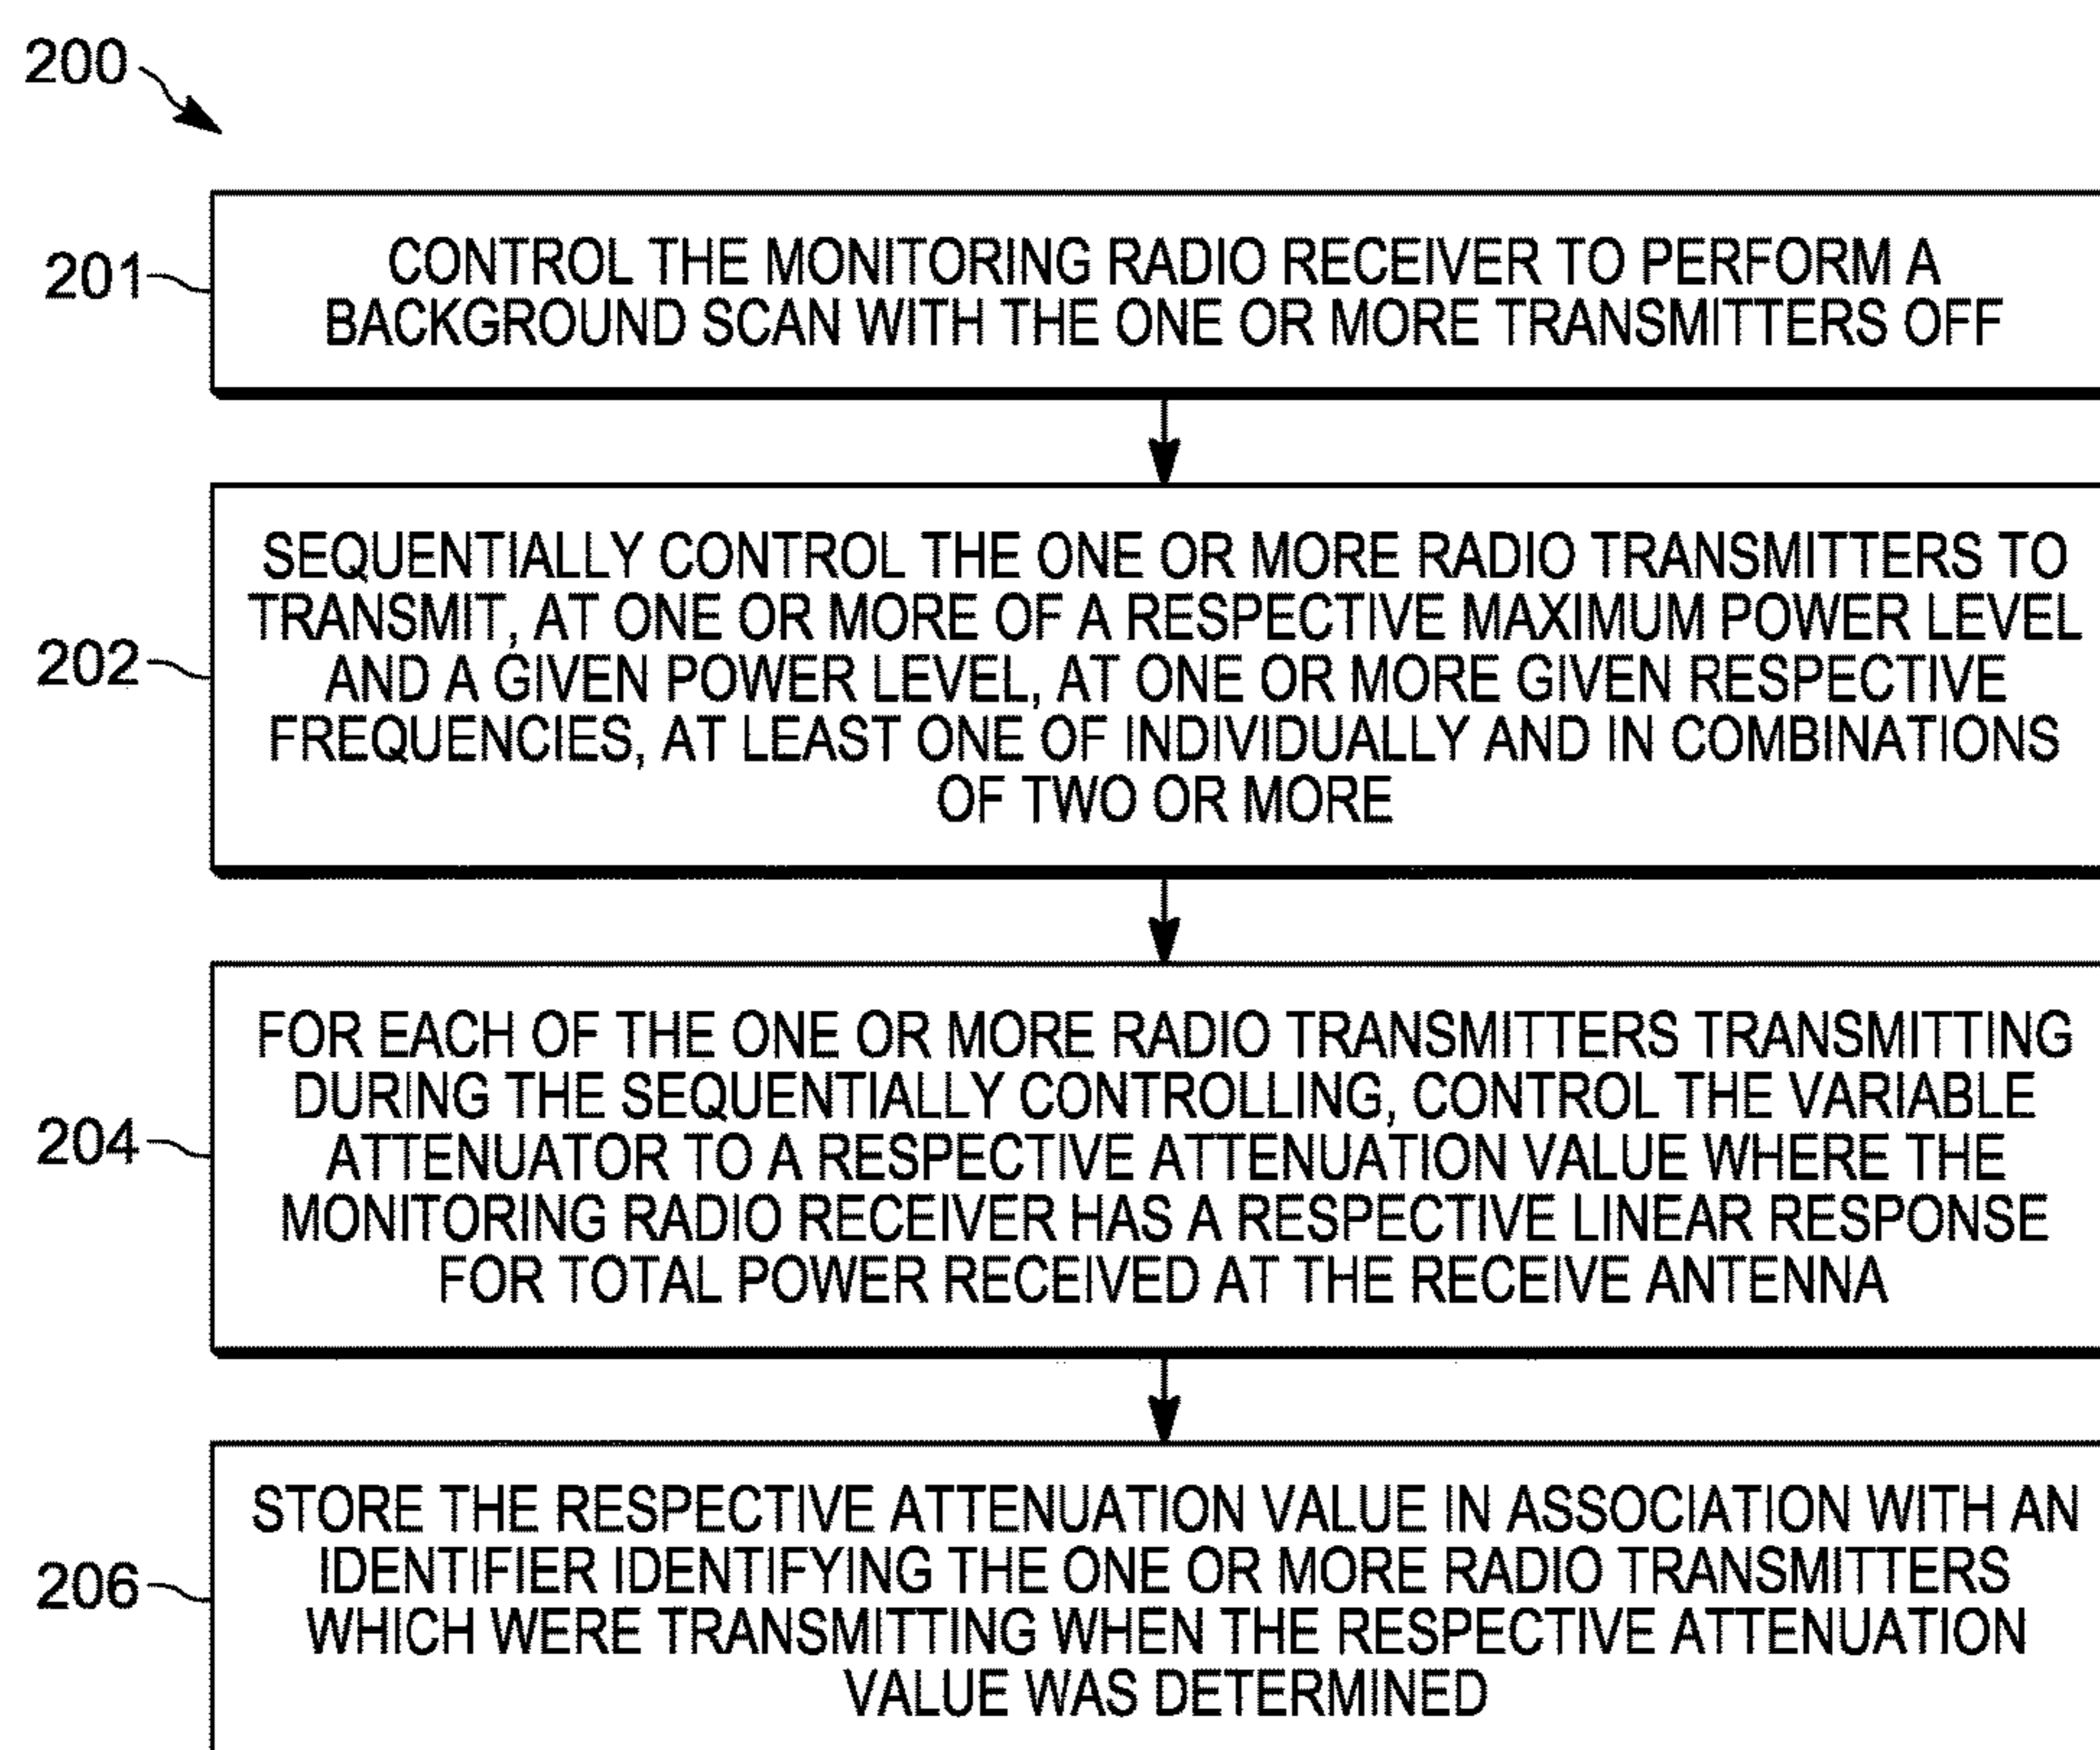 200
201
CONTROL THE MONITORING RADIO RECEIVER TO PERFORM A
BACKGROUND SCAN WITH THE ONE OR MORE TRANSMITTERS OFF
202
SEQUENTIALLY CONTROL THE ONE OR MORE RADIO TRANSMITTERS TO
TRANSMIT, AT ONE OR MORE OF A RESPECTIVE MAXIMUM POWER LEVEL
AND A GIVEN POWER LEVEL, AT ONE OR MORE GIVEN RESPECTIVE
FREQUENCIES, AT LEAST ONE OF INDIVIDUALLY AND IN COMBINATIONS
OF TWO OR MORE
204
FOR EACH OF THE ONE OR MORE RADIO TRANSMITTERS TRANSMITTING
DURING THE SEQUENTIALLY CONTROLLING, CONTROL THE VARIABLE
ATTENUATOR TO A RESPECTIVE ATTENUATION VALUE WHERE THE
MONITORING RADIO RECEIVER HAS A RESPECTIVE LINEAR RESPONSE
FOR TOTAL POWER RECEIVED AT THE RECEIVE ANTENNA
206
STORE THE RESPECTIVE ATTENUATION VALUE IN ASSOCIATION WITH AN
IDENTIFIER IDENTIFYING THE ONE OR MORE RADIO TRANSMITTERS
WHICH WERE TRANSMITTING WHEN THE RESPECTIVE ATTENUATION
VALUE WAS DETERMINED